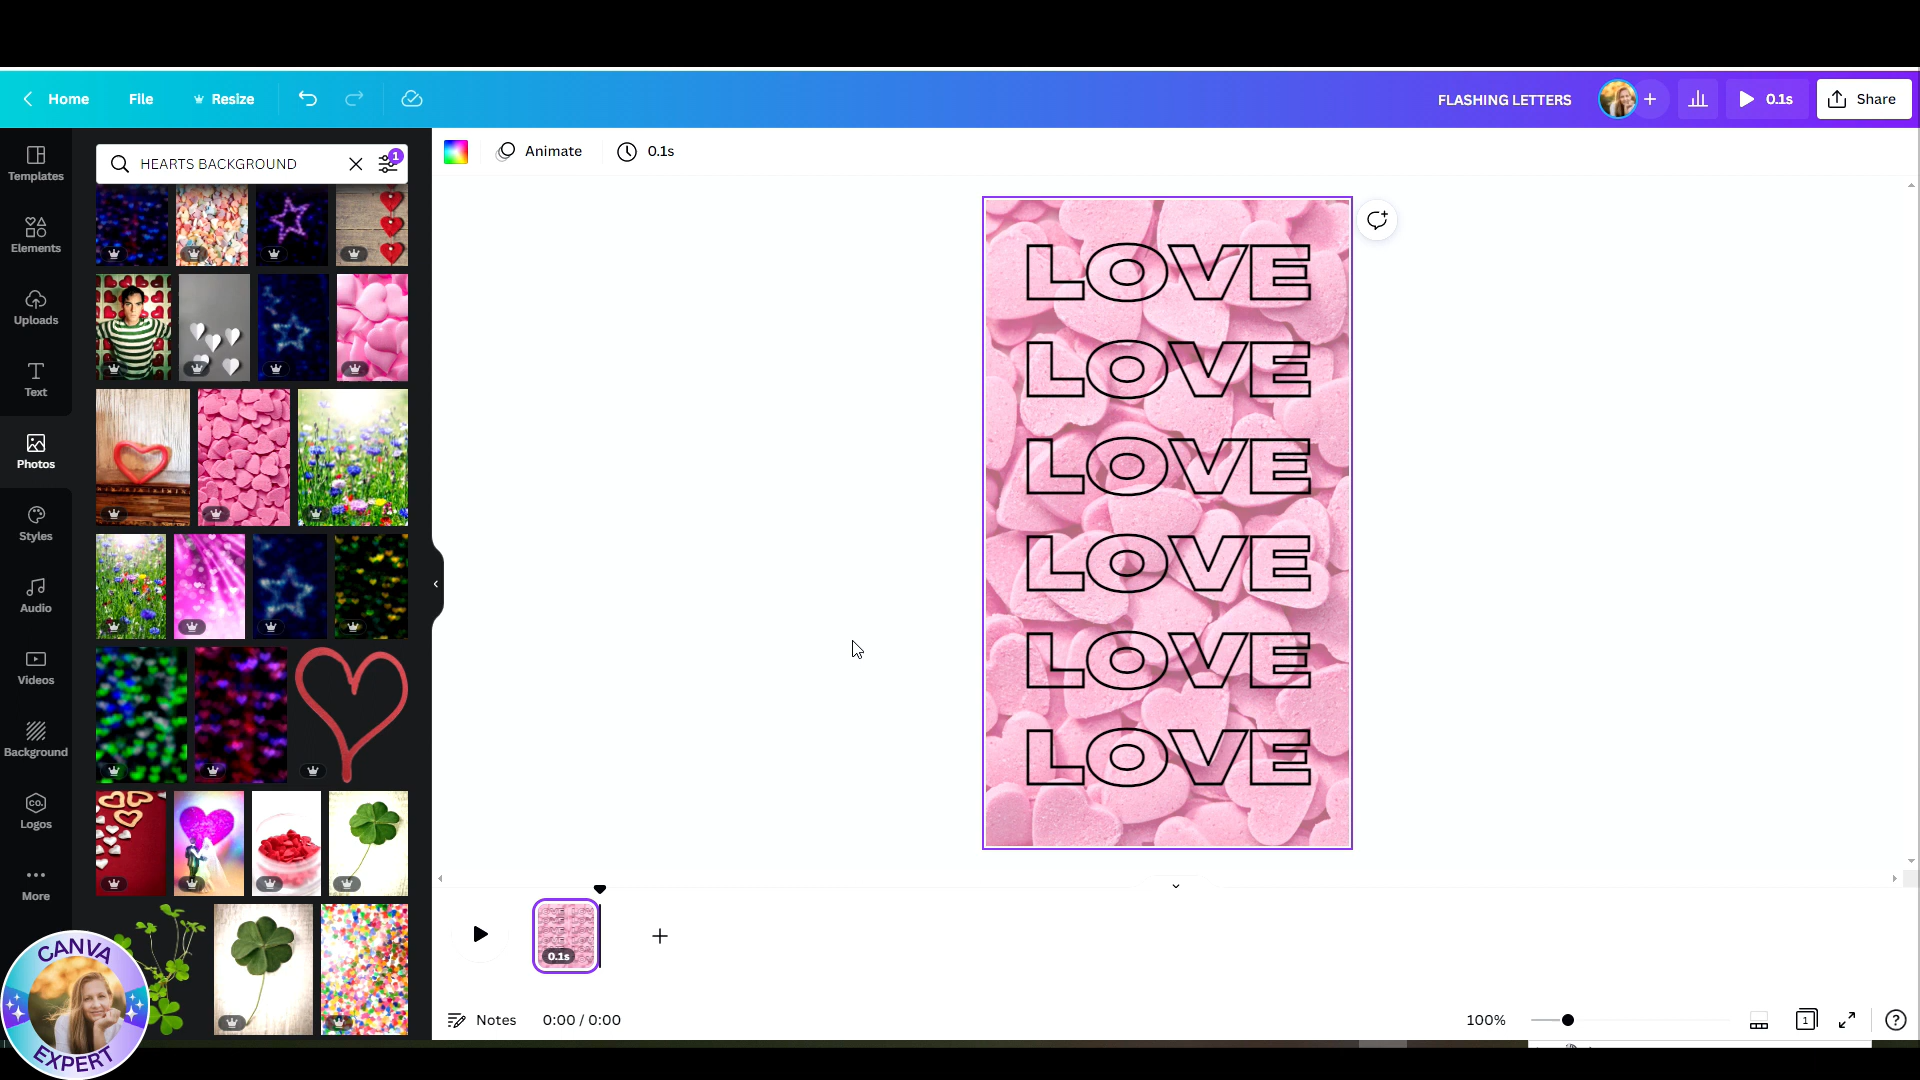 Home File Resize FLASHING LETTERS + 0.1s Share
Templates
Elements
Uploads
Text
Photos
Styles
Audio
Videos
Background
CO.
Logos
More
HEARTS BACKGROUND 1
Animate 0.1s
LOVE
LOVE
LOVE
LOVE
LOVE
LOVE
0.1s
Notes 0:00 / 0:00 100% 1 ?
CANVA
EXPERT